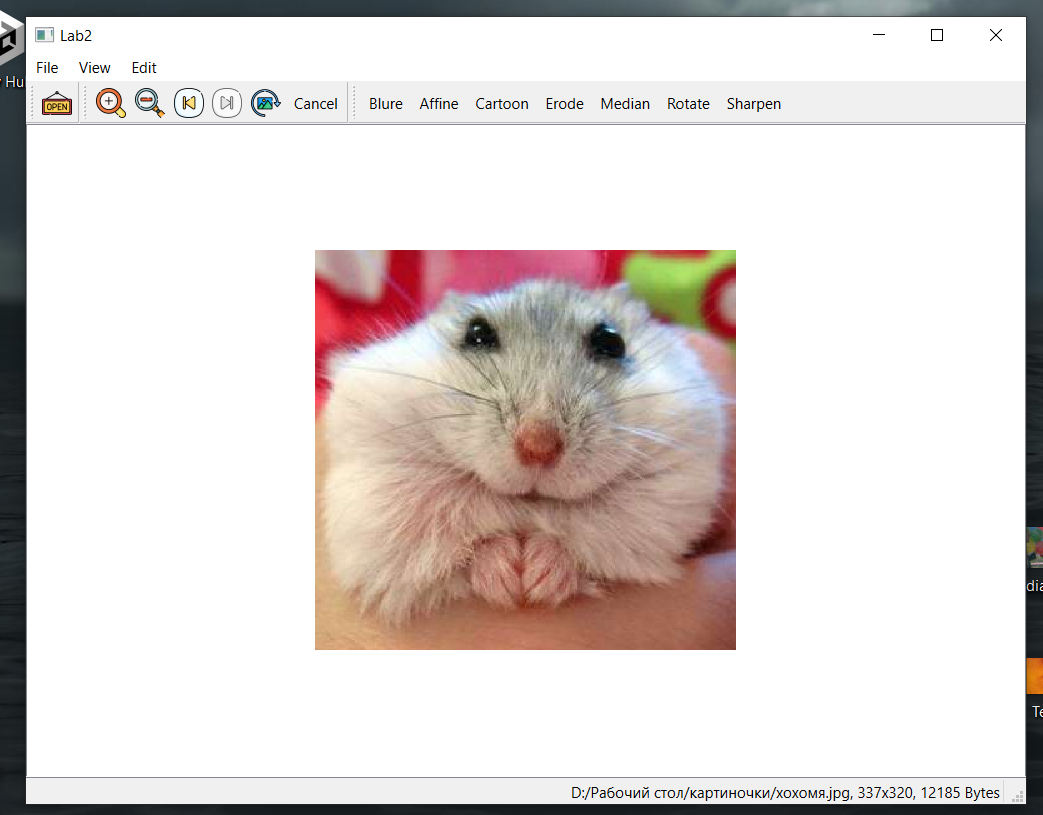 Lab2
File View Edit
OPEN Cancel Blure Affine Cartoon Erode Median Rotate Sharpen
D:/Рабочий стол/картиночки/хохомя.jpg, 337x320, 12185 Bytes